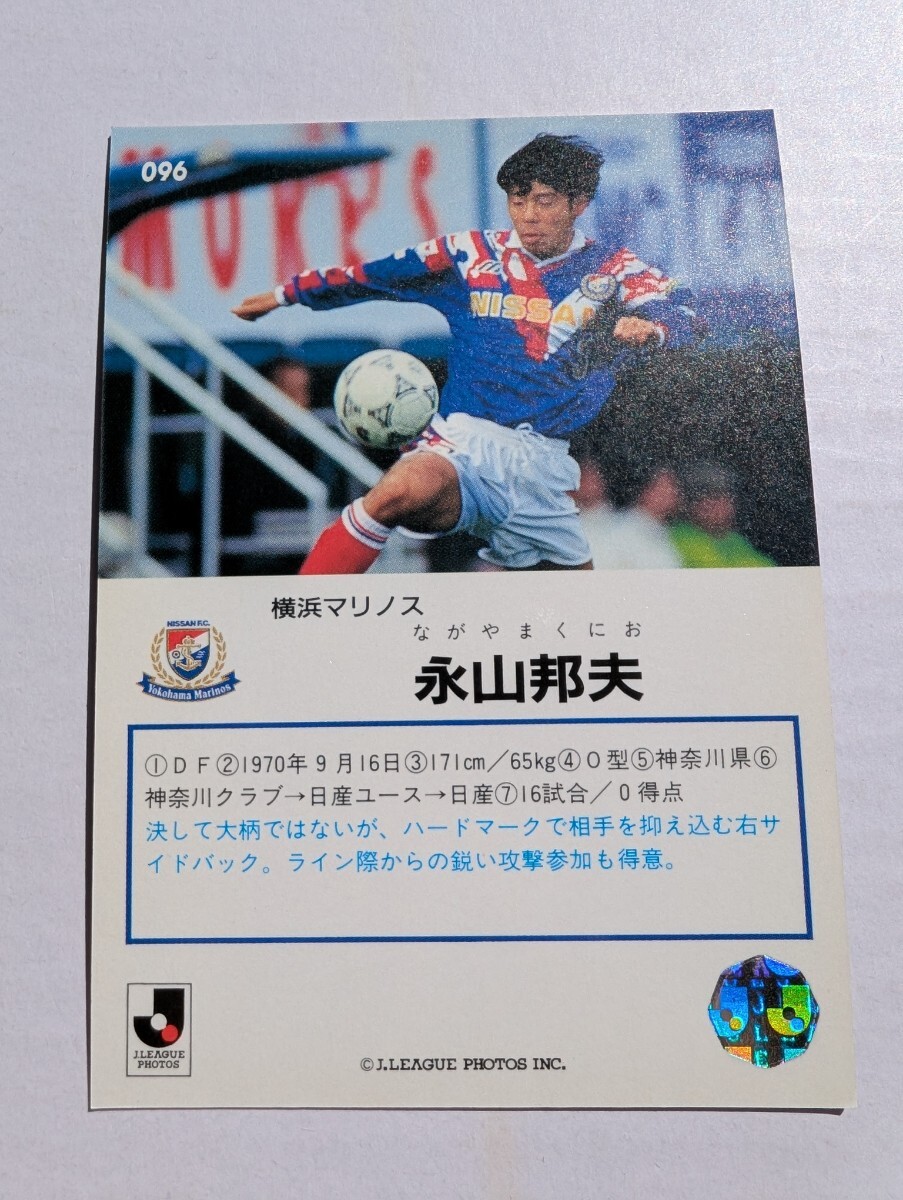 096
NISSAN
横浜マリノス
ながやまくにお
永山邦夫
NISSAN F.C.
Yokohama Marinos
①DF②1970年9月16日③171cm／65kg④O型⑤神奈川県⑥
神奈川クラブ→日産ユース→日産⑦16試合／0得点
決して大柄ではないが、ハードマークで相手を抑え込む右サ
イドバック。ライン際からの鋭い攻撃参加も得意。
J.LEAGUE
PHOTOS
©J.LEAGUE PHOTOS INC.